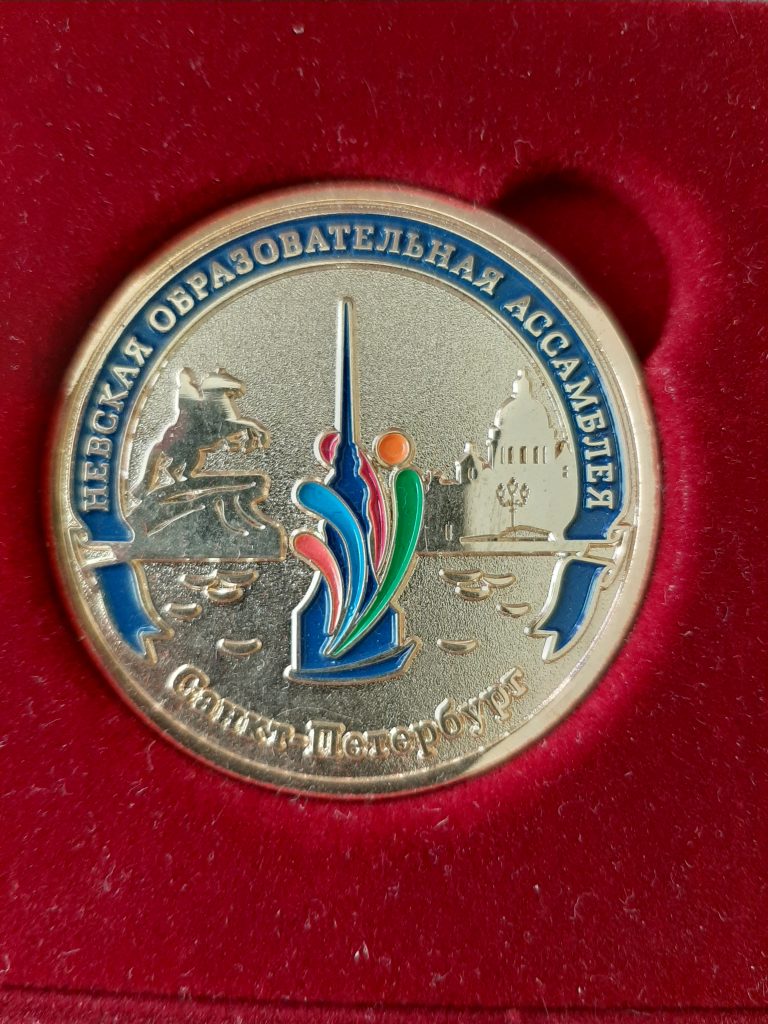 НЕВСКАЯ ОБРАЗОВАТЕЛЬНАЯ АССАМБЛЕЯ
Санкт-Петербург